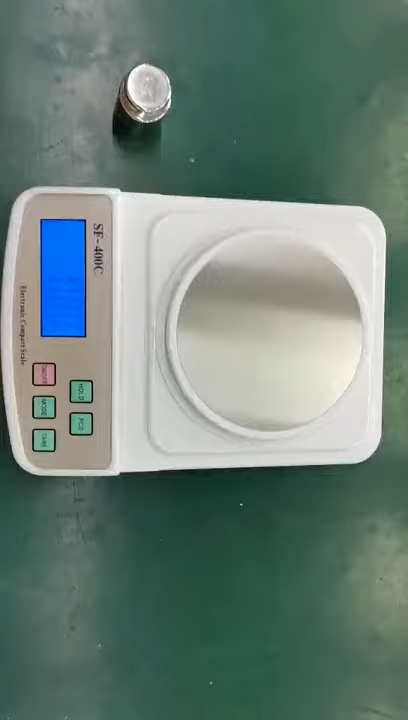 SF-400C
Electronic Compact Scale
ON/OFF
MODE
TARE
HOLD
PCS